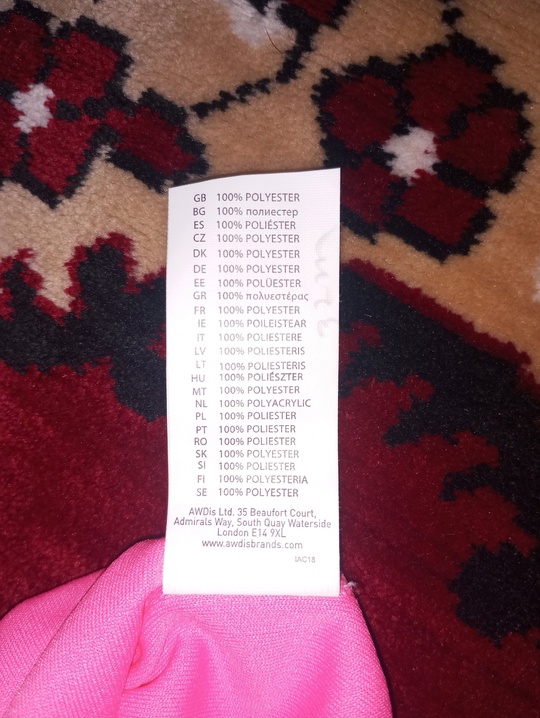 GB 100% POLYESTER
BG 100% полиестер
ES 100% POLIÉSTER
CZ 100% POLYESTER
DK 100% POLYESTER
DE 100% POLYESTER
EE 100% POLÜESTER
GR 100% πολυεστέρας
FR 100% POLYESTER
IE 100% POILEISTEAR
IT 100% POLIESTERE
LV 100% POLIESTERIS
LT 100% POLIESTERIS
HU 100% POLIÉSZTER
MT 100% POLYESTER
NL 100% POLYACRYLIC
PL 100% POLIESTER
PT 100% POLIESTER
RO 100% POLIESTER
SK 100% POLYESTER
SI 100% POLIESTER
FI 100% POLYESTERIA
SE 100% POLYESTER
AWDis Ltd. 35 Beaufort Court,
Admirals Way, South Quay Waterside
London E14 9XL
www.awdisbrands.com
IAC18